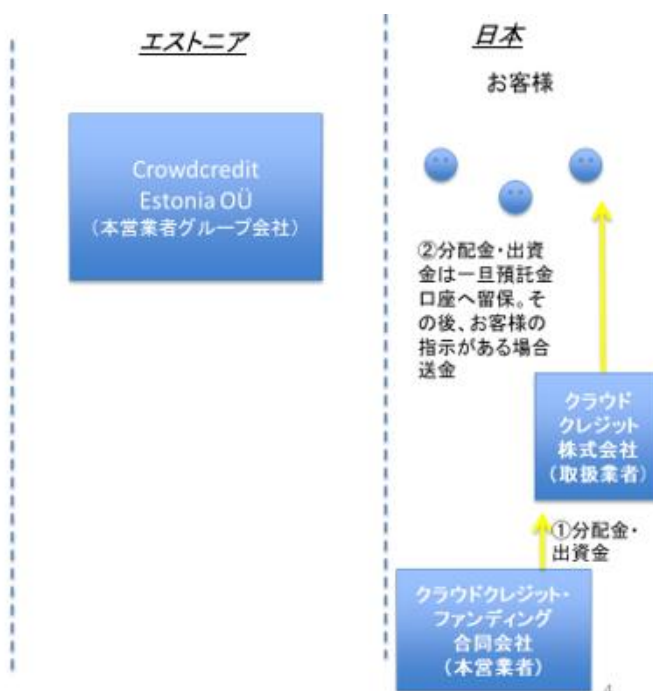 エストニア
日本
お客様
Crowdcredit
Estonia OÜ
（本営業者グループ会社）
②分配金・出資
金は一旦預託金
口座へ留保。そ
の後、お客様の
指示がある場合
送金
クラウド
クレジット
株式会社
（取扱業者）
①分配金・
出資金
クラウドクレジット・
ファンディング
合同会社
（本営業者）
4